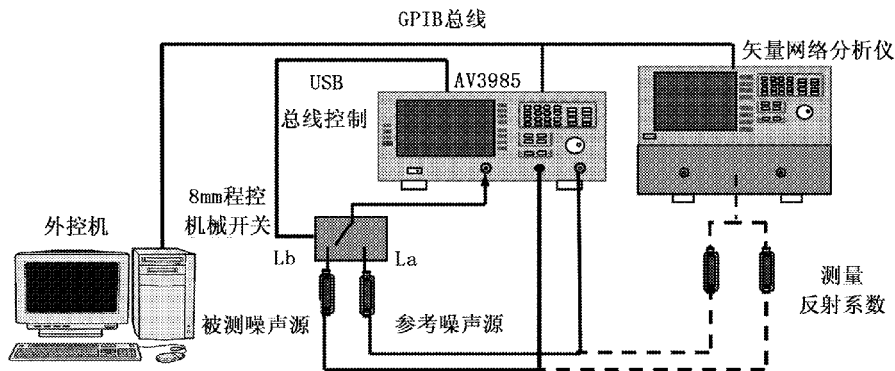 GPIB总线
矢量网络分析仪
USB
总线控制
AV3985
8mm程控
机械开关
外控机
Lb
La
被测噪声源
参考噪声源
测量
反射系数